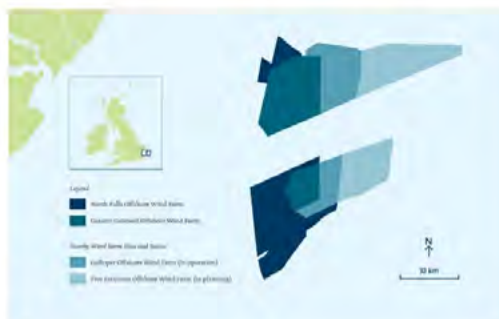 Legend
North Falls Offshore Wind Farm
Greater Gabbard Offshore Wind Farm
Nearby Wind Farm Sites and Status
Galloper Offshore Wind Farm (in operation)
Five Estuaries Offshore Wind Farm (in planning)
N
10 km